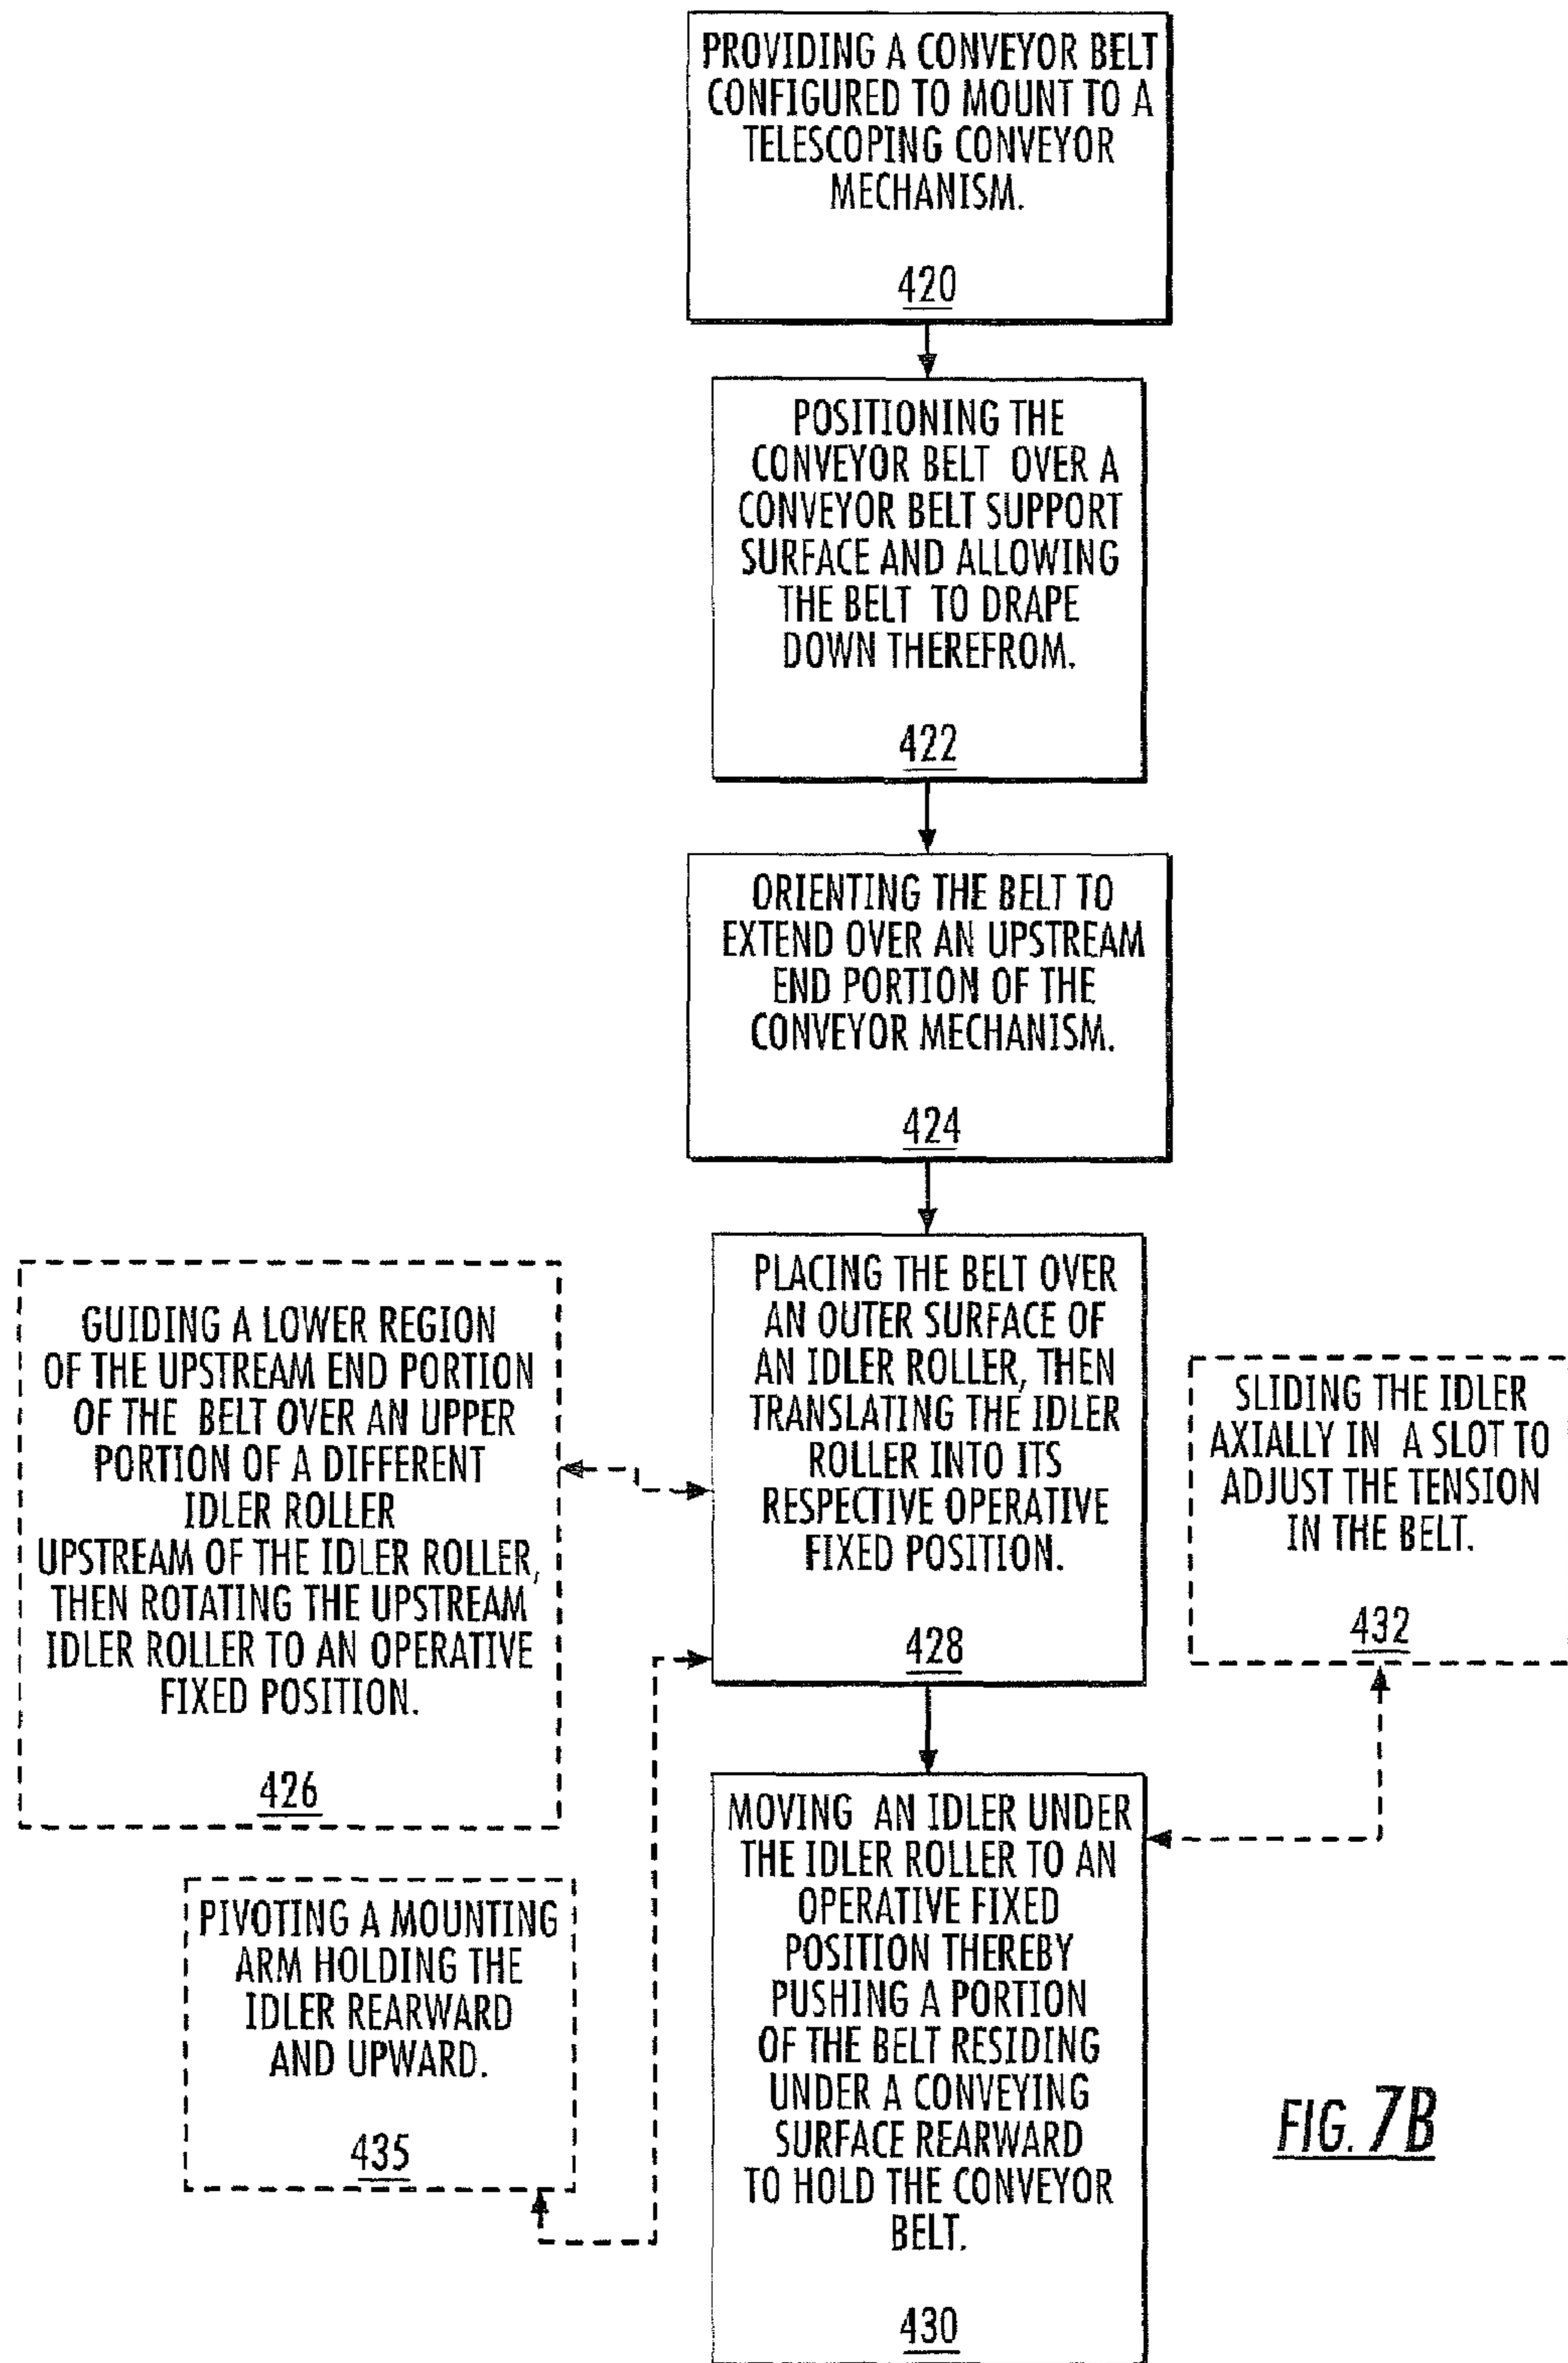 PROVIDING A CONVEYOR BELT
CONFIGURED TO MOUNT TO A
TELESCOPING CONVEYOR
MECHANISM.
420
POSITIONING THE
CONVEYOR BELT OVER A
CONVEYOR BELT SUPPORT
SURFACE AND ALLOWING
THE BELT TO DRAPE
DOWN THEREFROM.
422
ORIENTING THE BELT TO
EXTEND OVER AN UPSTREAM
END PORTION OF THE
CONVEYOR MECHANISM.
424
GUIDING A LOWER REGION
OF THE UPSTREAM END PORTION
OF THE BELT OVER AN UPPER
PORTION OF A DIFFERENT
IDLER ROLLER
UPSTREAM OF THE IDLER ROLLER,
THEN ROTATING THE UPSTREAM
IDLER ROLLER TO AN OPERATIVE
FIXED POSITION.
426
PLACING THE BELT OVER
AN OUTER SURFACE OF
AN IDLER ROLLER, THEN
TRANSLATING THE IDLER
ROLLER INTO ITS
RESPECTIVE OPERATIVE
FIXED POSITION.
428
SLIDING THE IDLER
AXIALLY IN A SLOT TO
ADJUST THE TENSION
IN THE BELT.
432
PIVOTING A MOUNTING
ARM HOLDING THE
IDLER REARWARD
AND UPWARD.
435
MOVING AN IDLER UNDER
THE IDLER ROLLER TO AN
OPERATIVE FIXED
POSITION THEREBY
PUSHING A PORTION
OF THE BELT RESIDING
UNDER A CONVEYING
SURFACE REARWARD
TO HOLD THE CONVEYOR
BELT.
430
FIG. 7B